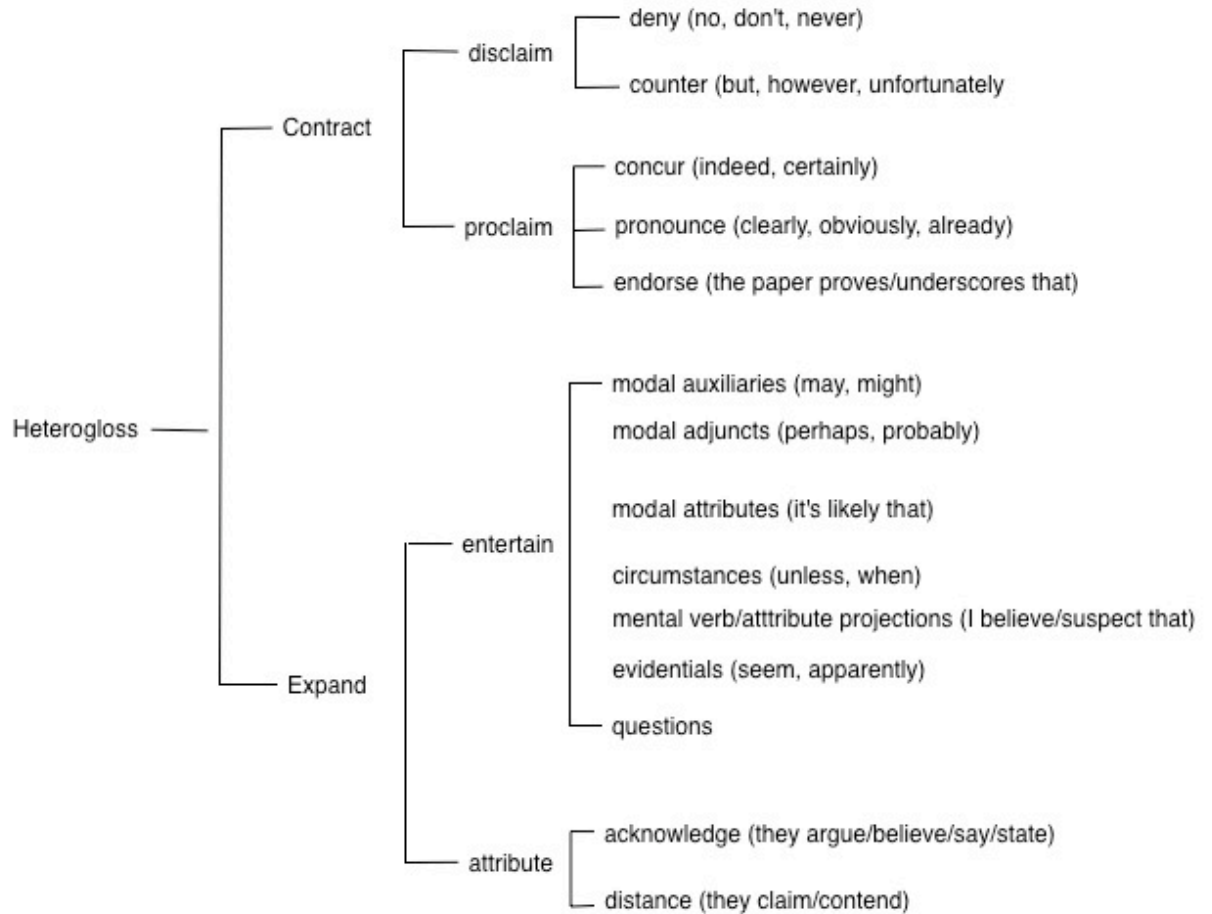 deny (no, don't, never)
disclaim
counter (but, however, unfortunately
Contract
concur (indeed, certainly)
proclaim
pronounce (clearly, obviously, already)
endorse (the paper proves/underscores that)
modal auxiliaries (may, might)
Heterogloss
modal adjuncts (perhaps, probably)
modal attributes (it's likely that)
entertain
circumstances (unless, when)
mental verb/atttribute projections (I believe/suspect that)
evidentials (seem, apparently)
Expand
questions
acknowledge (they argue/believe/say/state)
attribute
distance (they claim/contend)